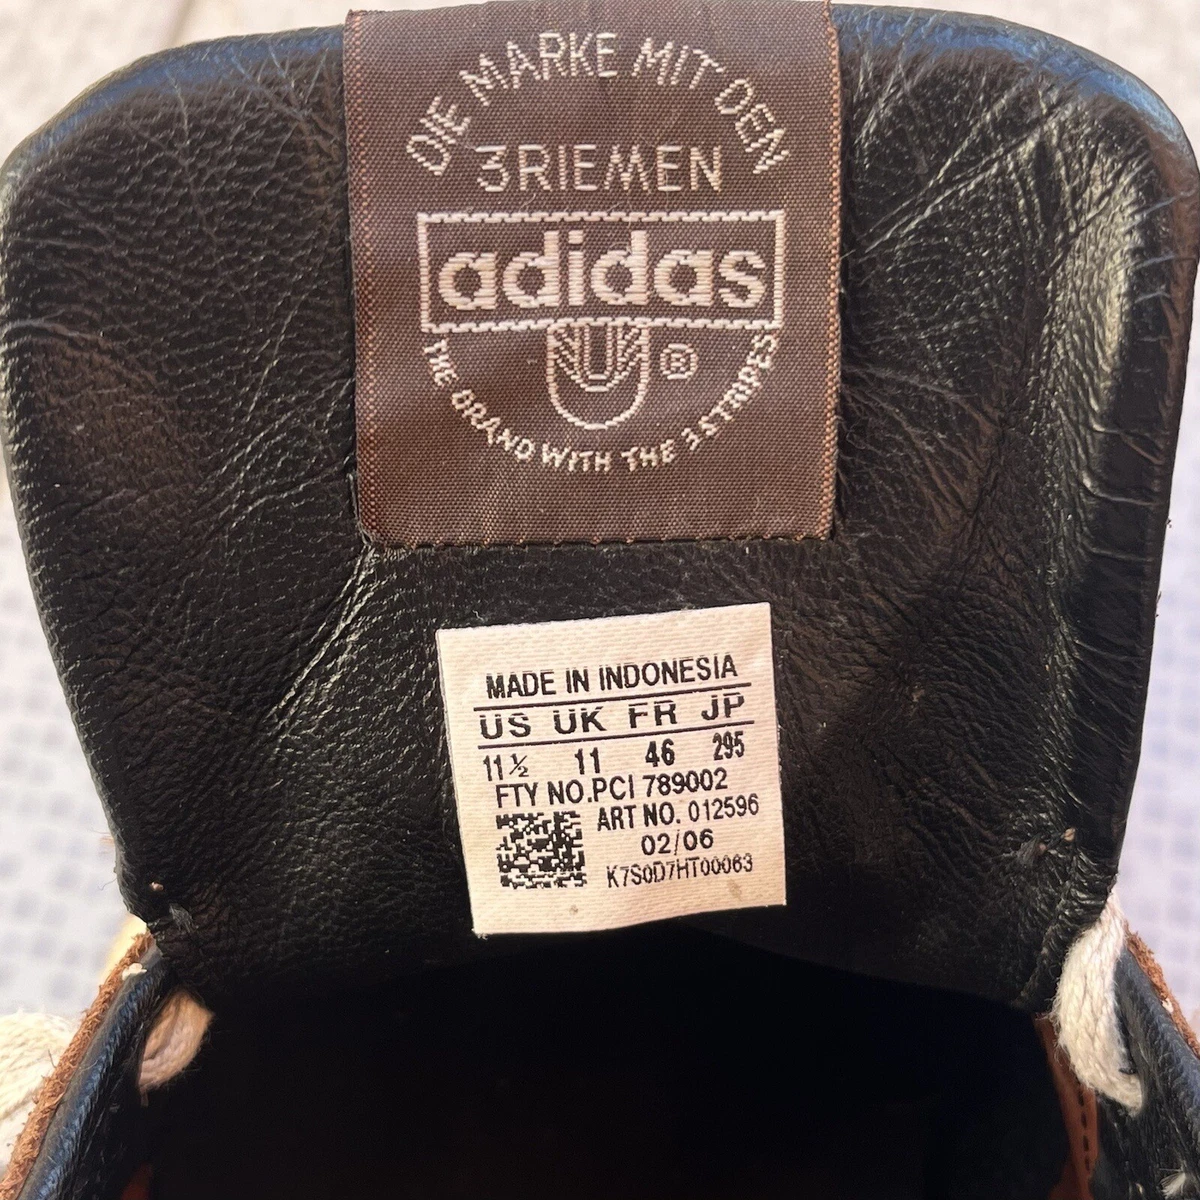 DIE MARKE MIT DEN
3RIEMEN
adidas
®
THE BRAND WITH THE 3 STRIPES
MADE IN INDONESIA
US UK FR JP
11½ 11 46 295
FTY NO.PCI 789002
ART NO. 012596
02/06
K7S0D7HT00063